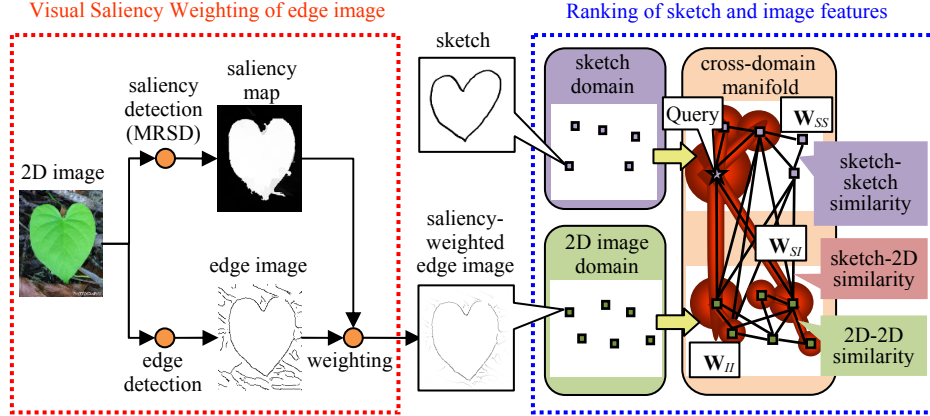 Visual Saliency Weighting of edge image
Ranking of sketch and image features
2D image
saliency
detection
(MRSD)
saliency
map
edge
detection
edge image
weighting
sketch
saliency-
weighted
edge image
sketch
domain
2D image
domain
cross-domain
manifold
Query
W_SS
sketch-
sketch
similarity
W_SI
sketch-2D
similarity
2D-2D
similarity
W_II